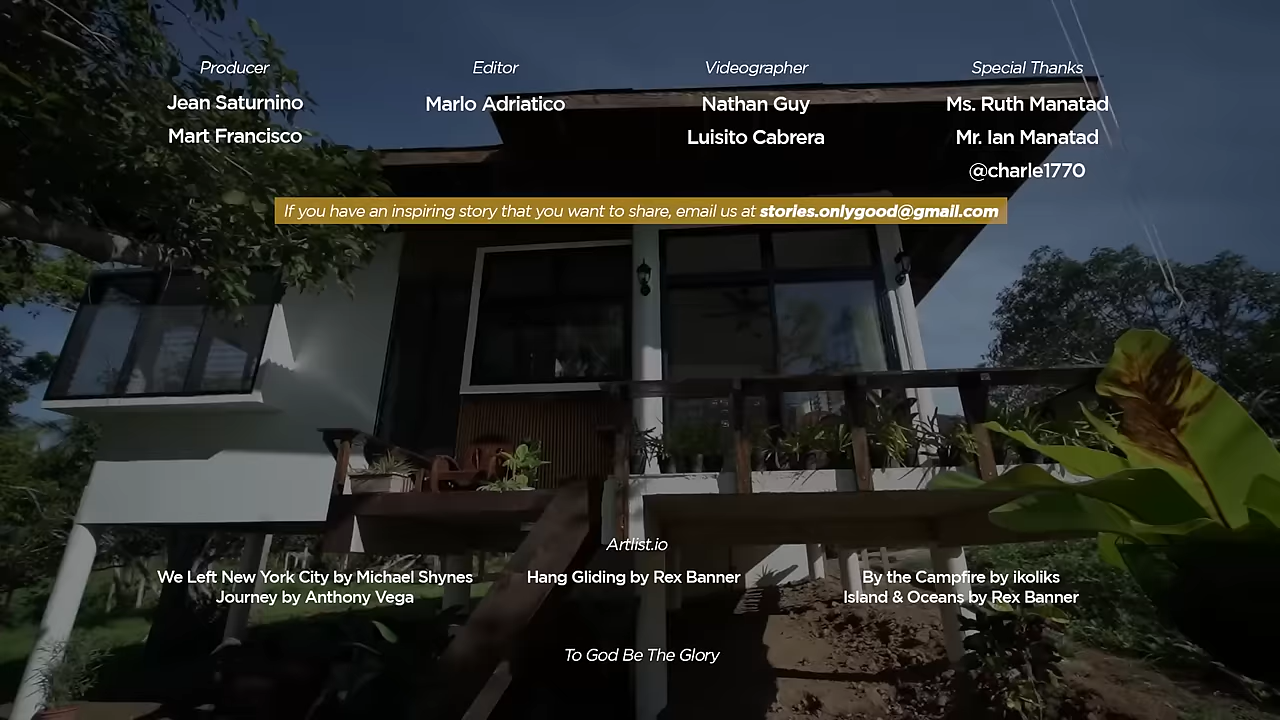 Producer
Jean Saturnino
Mart Francisco
Editor
Marlo Adriatico
Videographer
Nathan Guy
Luisito Cabrera
Special Thanks
Ms. Ruth Manatad
Mr. Ian Manatad
@charle1770
If you have an inspiring story that you want to share, email us at stories.onlygood@gmail.com
Artlist.io
We Left New York City by Michael Shynes
Journey by Anthony Vega
Hang Gliding by Rex Banner
By the Campfire by ikoliks
Island & Oceans by Rex Banner
To God Be The Glory